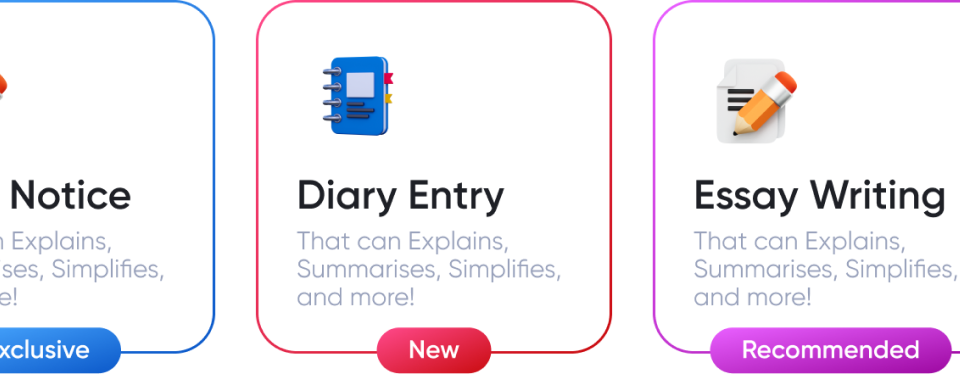 Notice
Explains,
Simplifies,
Diary Entry
That can Explains,
Summarises, Simplifies,
and more!
New
Essay Writing
That can Explains,
Summarises, Simplifies,
and more!
Recommended